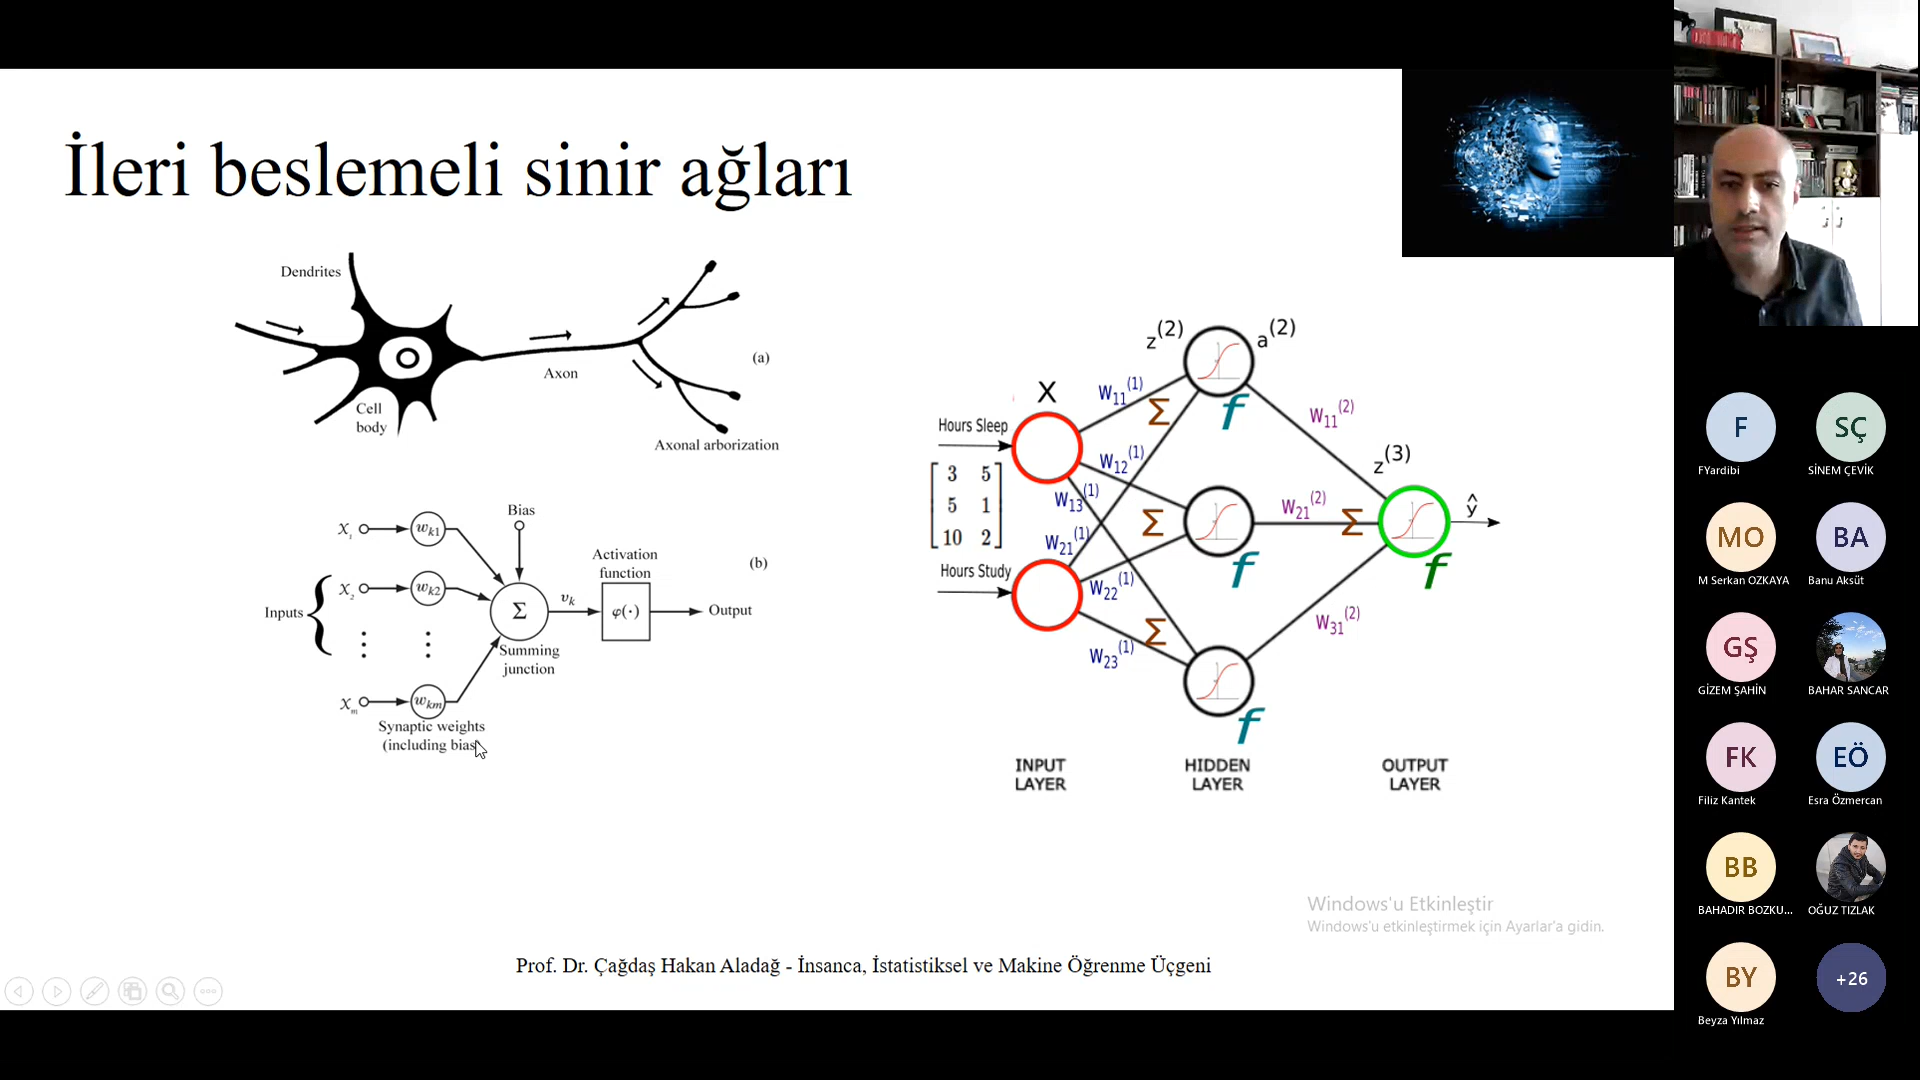 İleri beslemeli sinir ağları
Dendrites
Cell
body
Axon
Axonal arborization
(a)
X₁
w_k1
Bias
X₂
w_k2
Activation
function
(b)
Inputs
Σ
v_k
φ(·)
Output
Summing
junction
X_m
w_km
Synaptic weights
(including bias
z⁽²⁾
a⁽²⁾
X
W₁₁⁽¹⁾
Σ
f
W₁₁⁽²⁾
Hours Sleep
W₁₂⁽¹⁾
z⁽³⁾
3 5
5 1
10 2
W₁₃⁽¹⁾
Σ
W₂₁⁽²⁾
Σ
ŷ
W₂₁⁽¹⁾
f
f
Hours Study
W₂₂⁽¹⁾
W₃₁⁽²⁾
Σ
W₂₃⁽¹⁾
f
INPUT
LAYER
HIDDEN
LAYER
OUTPUT
LAYER
Windows'u Etkinleştir
Windows'u etkinleştirmek için Ayarlar'a gidin.
Prof. Dr. Çağdaş Hakan Aladağ - İnsanca, İstatistiksel ve Makine Öğrenme Üçgeni
F
SÇ
FYardibi
SİNEM ÇEVİK
MO
BA
M Serkan OZKAYA
Banu Aksüt
GŞ
GİZEM ŞAHİN
BAHAR SANCAR
FK
EÖ
Filiz Kantek
Esra Özmercan
BB
BAHADIR BOZKU...
OĞUZ TIZLAK
BY
+26
Beyza Yılmaz